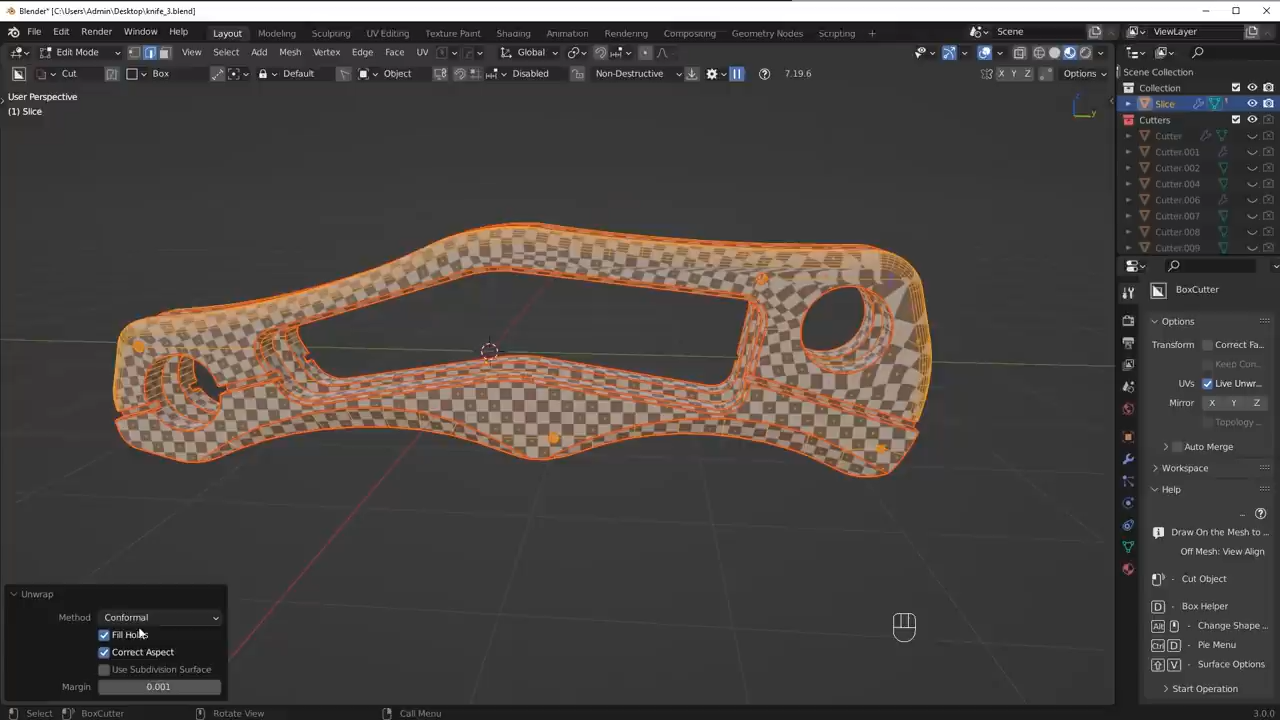 Blender* [C:\Users\Admin\Desktop\knife_3.blend]
File Edit Render Window Help
Layout Modeling Sculpting UV Editing Texture Paint Shading Animation Rendering Compositing Geometry Nodes Scripting +
Scene
ViewLayer
Edit Mode View Select Add Mesh Vertex Edge Face UV Global
Cut Box Default Object Disabled Non-Destructive 7.19.6 X Y Z Options
User Perspective
(1) Slice
Scene Collection
Collection
Slice
Cutters
Cutter
Cutter.001
Cutter.002
Cutter.004
Cutter.006
Cutter.007
Cutter.008
Cutter.009
BoxCutter
Options
Transform Correct Fa...
Keep Con...
UVs Live Unwr...
Mirror X Y Z
Topology ...
Auto Merge
Workspace
Help
...
Draw On the Mesh to ...
Off Mesh: View Align
Cut Object
D Box Helper
Alt Change Shape ...
Ctrl D Pie Menu
V Surface Options
Start Operation
Unwrap
Method Conformal
Fill Holes
Correct Aspect
Use Subdivision Surface
Margin 0.001
Select BoxCutter Rotate View Call Menu 3.0.0